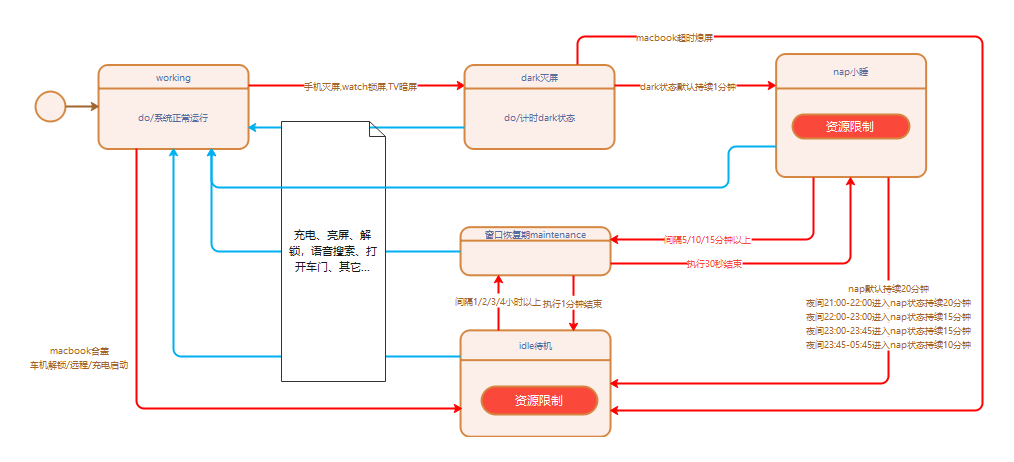 macbook超时熄屏
working
dark灭屏
nap小睡
手机灭屏,watch锁屏,TV暗屏
dark状态默认持续1分钟
do/系统正常运行
do/计时dark状态
资源限制
充电、亮屏、解
锁，语音搜索、打
开车门、其它...
窗口恢复期maintenance
间隔5/10/15分钟以上
执行30秒结束
nap默认持续20分钟
夜间21:00-22:00进入nap状态持续20分钟
夜间22:00-23:00进入nap状态持续15分钟
夜间23:00-23:45进入nap状态持续15分钟
夜间23:45-05:45进入nap状态持续10分钟
间隔1/2/3/4小时以上
执行1分钟结束
macbook合盖
车机解锁/远程/充电启动
idle待机
资源限制